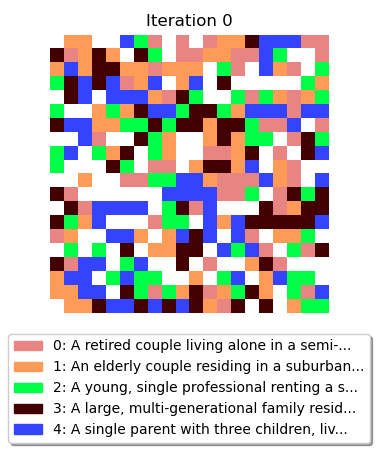 Iteration 0
0: A retired couple living alone in a semi-...
1: An elderly couple residing in a suburban...
2: A young, single professional renting a s...
3: A large, multi-generational family resid...
4: A single parent with three children, liv...